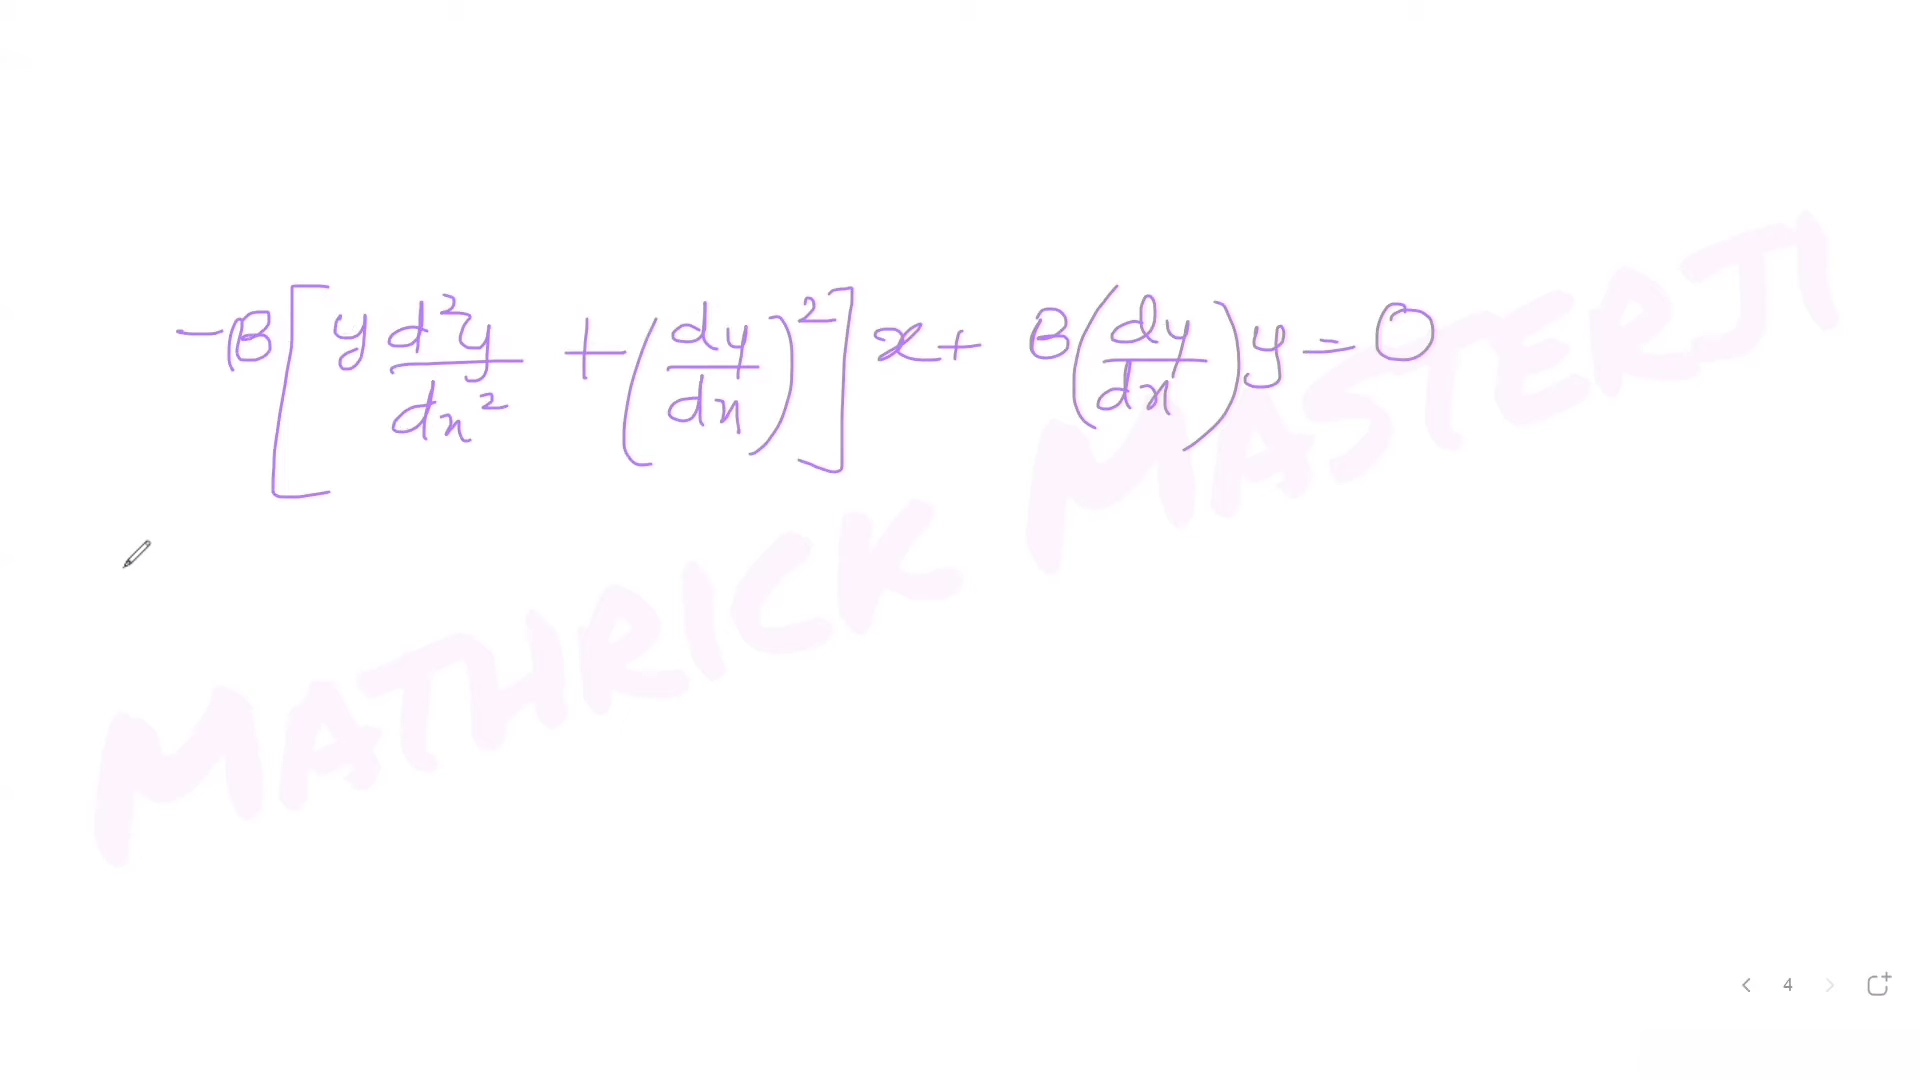 -B[y d²y/dx² + (dy/dx)²]x + B(dy/dx)y = 0
MATHRICK MASTERJI
4